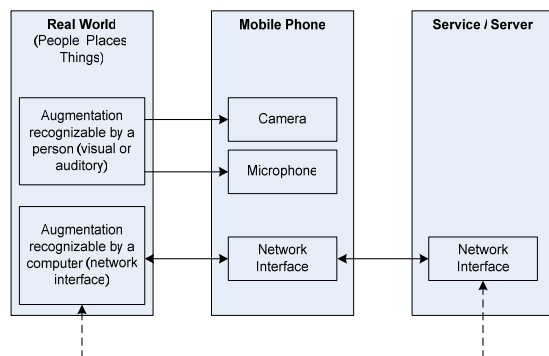 Real World
(People Places
Things)
Augmentation
recognizable by a
person (visual or
auditory)
Augmentation
recognizable by a
computer (network
interface)
Mobile Phone
Camera
Microphone
Network
Interface
Service / Server
Network
Interface